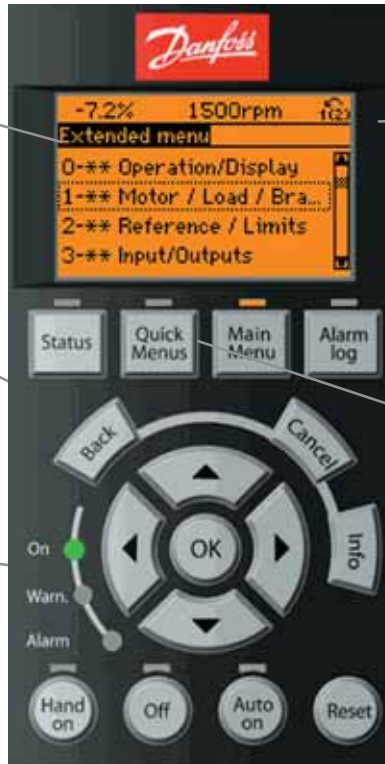 Danfoss
-7.2% 1500rpm 1(2)
Extended menu
0-** Operation/Display
1-** Motor / Load / Bra...
2-** Reference / Limits
3-** Input/Outputs
Status Quick Menus Main Menu Alarm log
Back Cancel
Info
OK
On
Warn.
Alarm
Hand on Off Auto on Reset